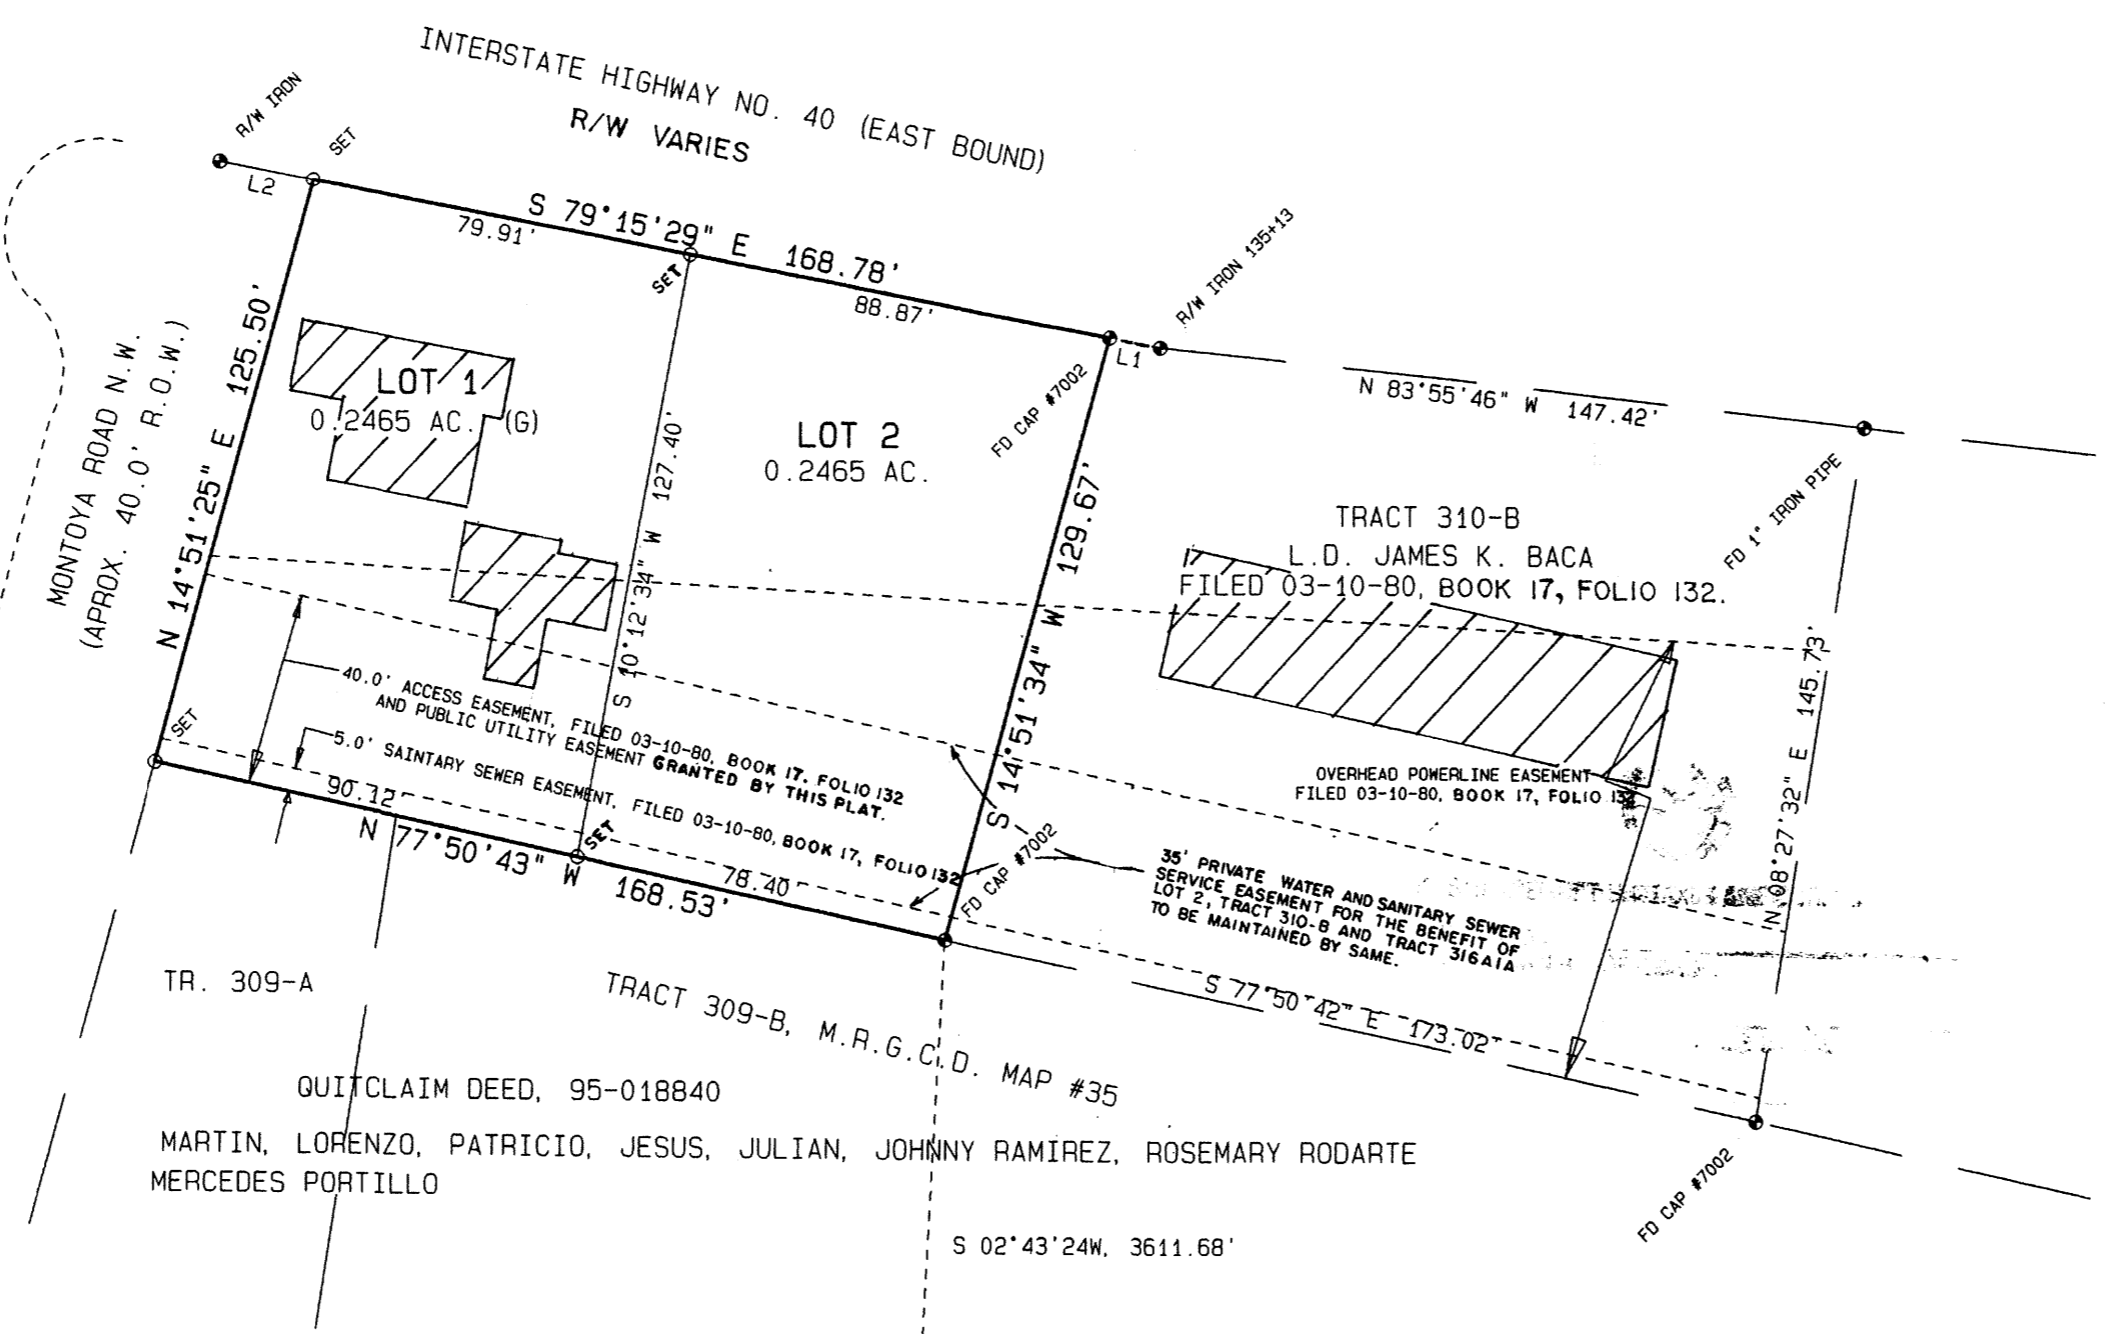 INTERSTATE HIGHWAY NO. 40 (EAST BOUND)
R/W VARIES
R/W IRON
SET
L2
S 79°15'29" E 168.78'
79.91'
88.87'
SET
R/W IRON 135+13
L1
FD CAP #7002
N 83°55'46" W 147.42'
FD 1" IRON PIPE
MONTOYA ROAD N.W.
(APPROX. 40.0' R.O.W.)
N 14°51'25" E 125.50'
LOT 1
0.2465 AC. (G)
S 10°12'34" W 127.40'
LOT 2
0.2465 AC.
S 14°51'34" W 129.67'
TRACT 310-B
L.D. JAMES K. BACA
FILED 03-10-80, BOOK 17, FOLIO 132.
N 08°27'32" E 145.73'
OVERHEAD POWERLINE EASEMENT
FILED 03-10-80, BOOK 17, FOLIO 132
SET
40.0' ACCESS EASEMENT, FILED 03-10-80, BOOK 17, FOLIO 132
AND PUBLIC UTILITY EASEMENT GRANTED BY THIS PLAT.
5.0' SAINTARY SEWER EASEMENT, FILED 03-10-80, BOOK 17, FOLIO 132
90.12'
SET
78.40'
N 77°50'43" W 168.53'
FD CAP #7002
35' PRIVATE WATER AND SANITARY SEWER
SERVICE EASEMENT FOR THE BENEFIT OF
LOT 2, TRACT 310-B AND TRACT 316A1A
TO BE MAINTAINED BY SAME.
S 77°50'42" E 173.02'
TR. 309-A
TRACT 309-B, M.R.G.C.D. MAP #35
QUITCLAIM DEED, 95-018840
MARTIN, LORENZO, PATRICIO, JESUS, JULIAN, JOHNNY RAMIREZ, ROSEMARY RODARTE
MERCEDES PORTILLO
FD CAP #7002
S 02°43'24W, 3611.68'